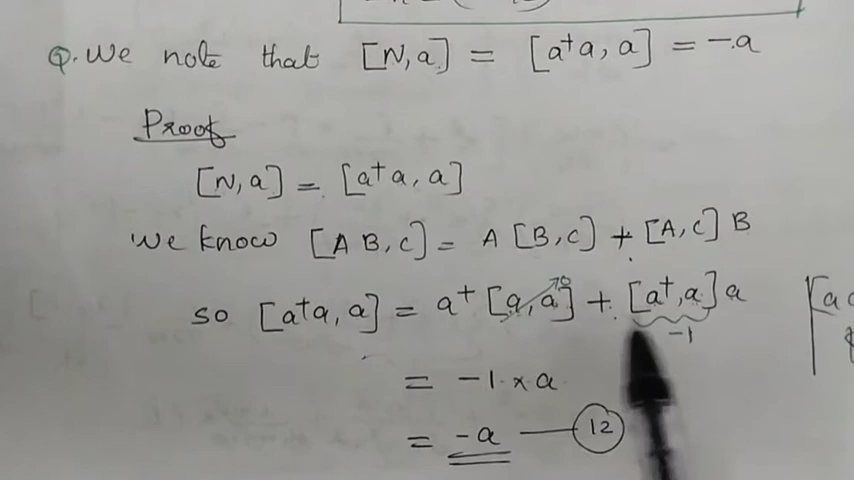 Q. We note that [N, a] = [a†a, a] = -a
Proof
[N, a] = [a†a, a]
We know [AB, C] = A[B, C] + [A, C]B
so [a†a, a] = a†[a, a] + [a†, a]a
0
-1
= -1 × a
= -a — 12